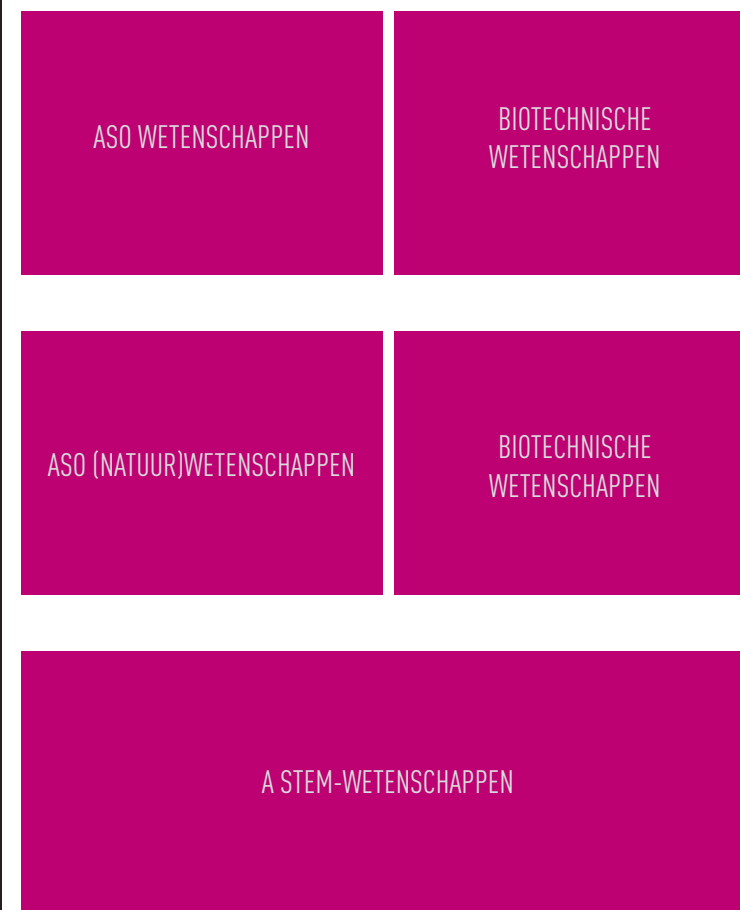 ASO WETENSCHAPPEN
BIOTECHNISCHE
WETENSCHAPPEN
ASO (NATUUR)WETENSCHAPPEN
BIOTECHNISCHE
WETENSCHAPPEN
A STEM-WETENSCHAPPEN